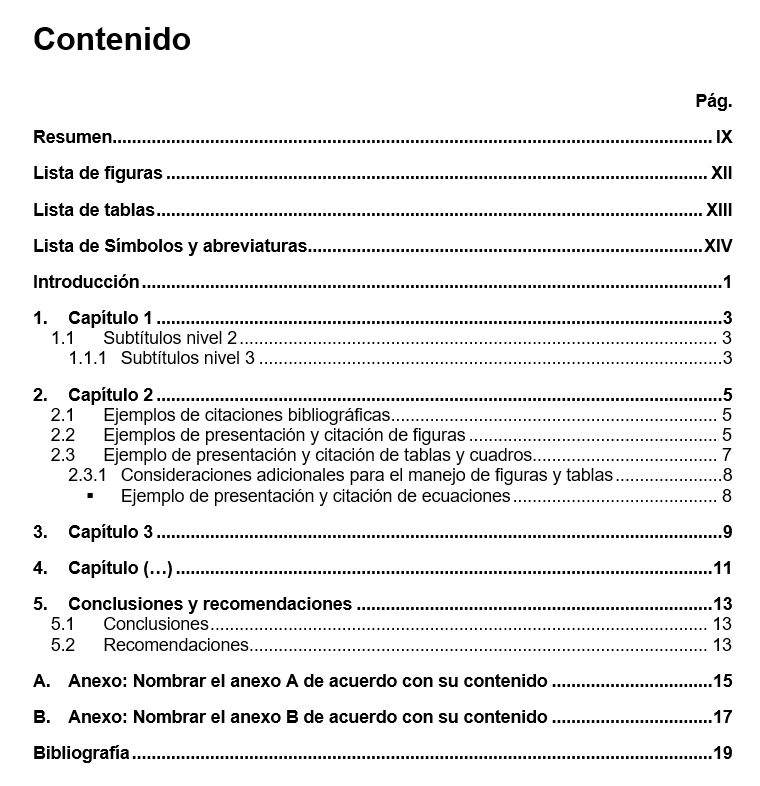 Contenido
Pág.
Resumen.......... IX
Lista de figuras .......... XII
Lista de tablas.......... XIII
Lista de Símbolos y abreviaturas..........XIV
Introducción..........1
1. Capítulo 1 ..........3
1.1 Subtítulos nivel 2.......... 3
1.1.1 Subtítulos nivel 3 ..........3
2. Capítulo 2 ..........5
2.1 Ejemplos de citaciones bibliográficas.......... 5
2.2 Ejemplos de presentación y citación de figuras .......... 5
2.3 Ejemplo de presentación y citación de tablas y cuadros.......... 7
2.3.1 Consideraciones adicionales para el manejo de figuras y tablas..........8
▪ Ejemplo de presentación y citación de ecuaciones.......... 8
3. Capítulo 3 ..........9
4. Capítulo (…) ..........11
5. Conclusiones y recomendaciones ..........13
5.1 Conclusiones.......... 13
5.2 Recomendaciones.......... 13
A. Anexo: Nombrar el anexo A de acuerdo con su contenido ..........15
B. Anexo: Nombrar el anexo B de acuerdo con su contenido ..........17
Bibliografía..........19